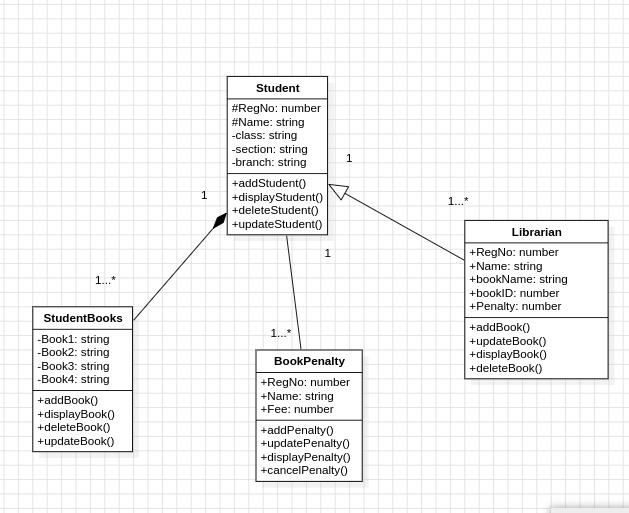 Student
#RegNo: number
#Name: string
-class: string
-section: string
-branch: string
+addStudent()
+displayStudent()
+deleteStudent()
+updateStudent()
1
1
1
1...*
1...*
1...*
Librarian
+RegNo: number
+Name: string
+bookName: string
+bookID: number
+Penalty: number
+addBook()
+updateBook()
+displayBook()
+deleteBook()
StudentBooks
-Book1: string
-Book2: string
-Book3: string
-Book4: string
+addBook()
+displayBook()
+deleteBook()
+updateBook()
BookPenalty
+RegNo: number
+Name: string
+Fee: number
+addPenalty()
+updatePenalty()
+displayPenalty()
+cancelPenalty()